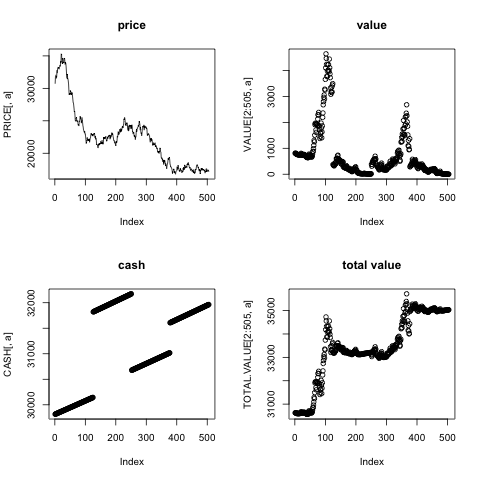 price
PRICE[, a]
20000 30000
0 100 200 300 400 500
Index
value
VALUE[2:505, a]
0 1000 3000
0 100 200 300 400 500
Index
cash
CASH[, a]
30000 31000 32000
0 100 200 300 400 500
Index
total value
TOTAL.VALUE[2:505, a]
31000 33000 35000
0 100 200 300 400 500
Index